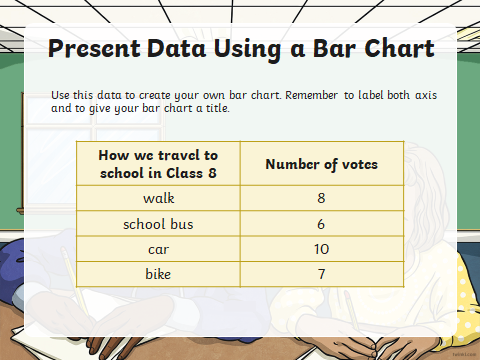 Present Data Using a Bar Chart
Use this data to create your own bar chart. Remember to label both axis
and to give your bar chart a title.
How we travel to
school in Class 8
Number of votes
walk 8
school bus 6
car 10
bike 7